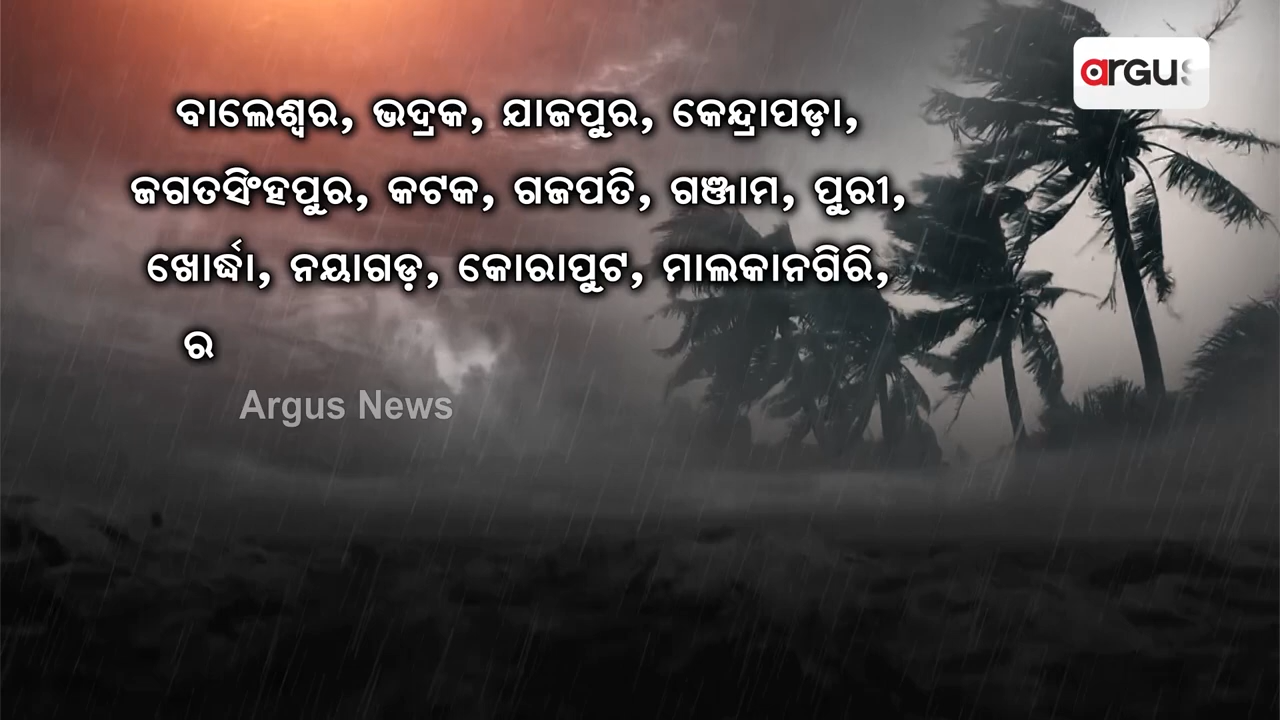 argus
ବାଲେଶ୍ୱର, ଭଦ୍ରକ, ଯାଜପୁର, କେନ୍ଦ୍ରାପଡ଼ା,
ଜଗତସିଂହପୁର, କଟକ, ଗଜପତି, ଗଞ୍ଜାମ, ପୁରୀ,
ଖୋର୍ଦ୍ଧା, ନୟାଗଡ଼, କୋରାପୁଟ, ମାଲକାନଗିରି,
ର
Argus News